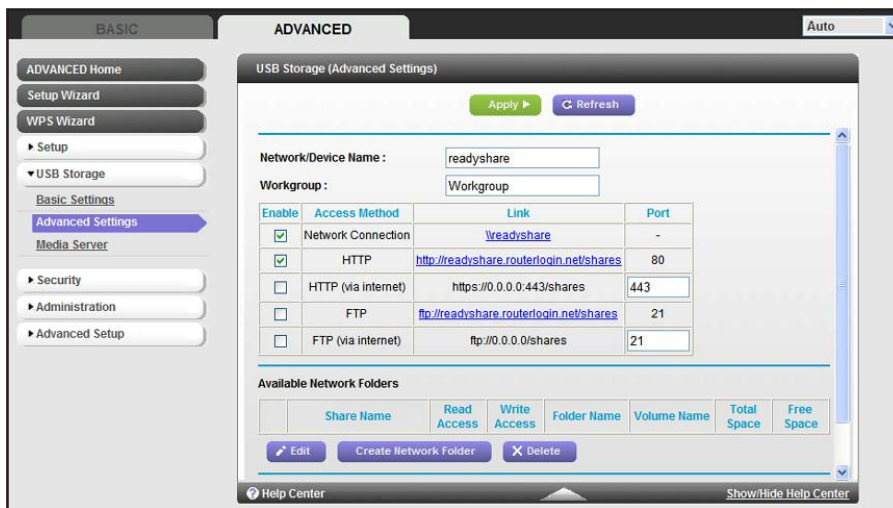 BASIC
ADVANCED
Auto
ADVANCED Home
Setup Wizard
WPS Wizard
Setup
USB Storage
Basic Settings
Advanced Settings
Media Server
Security
Administration
Advanced Setup
USB Storage (Advanced Settings)
Apply
Refresh
Network/Device Name : readyshare
Workgroup : Workgroup
Enable Access Method Link Port
Network Connection \\readyshare -
HTTP http://readyshare.routerlogin.net/shares 80
HTTP (via internet) https://0.0.0.0:443/shares 443
FTP ftp://readyshare.routerlogin.net/shares 21
FTP (via internet) ftp://0.0.0.0/shares 21
Available Network Folders
Share Name Read Access Write Access Folder Name Volume Name Total Space Free Space
Edit Create Network Folder X Delete
? Help Center Show/Hide Help Center